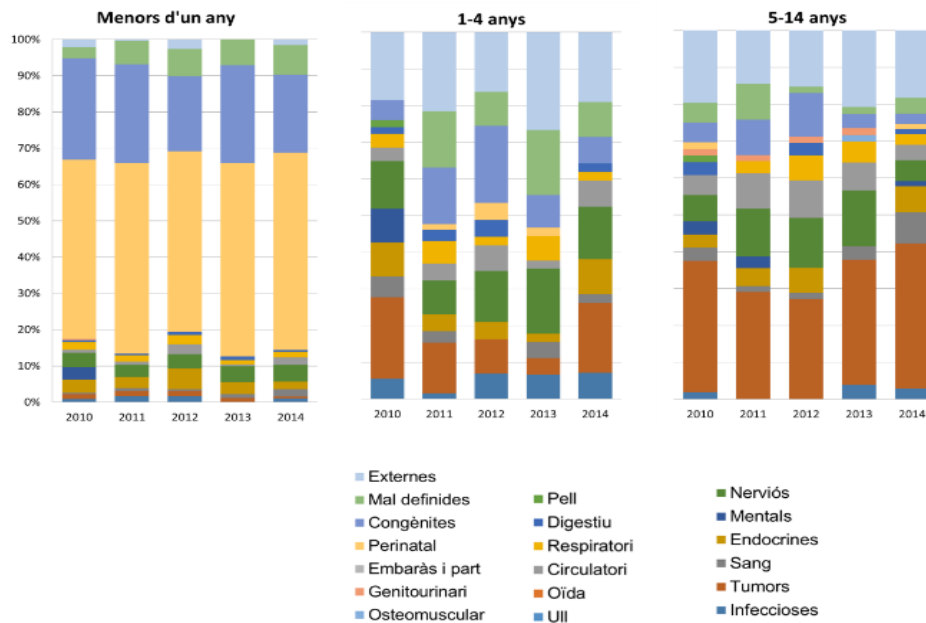 Menors d'un any
1-4 anys
5-14 anys
100%
90%
80%
70%
60%
50%
40%
30%
20%
10%
0%
2010 2011 2012 2013 2014
2010 2011 2012 2013 2014
2010 2011 2012 2013 2014
Externes
Mal definides
Congènites
Perinatal
Embaràs i part
Genitourinari
Osteomuscular
Pell
Digestiu
Respiratori
Circulatori
Oïda
Ull
Nerviós
Mentals
Endocrines
Sang
Tumors
Infeccioses